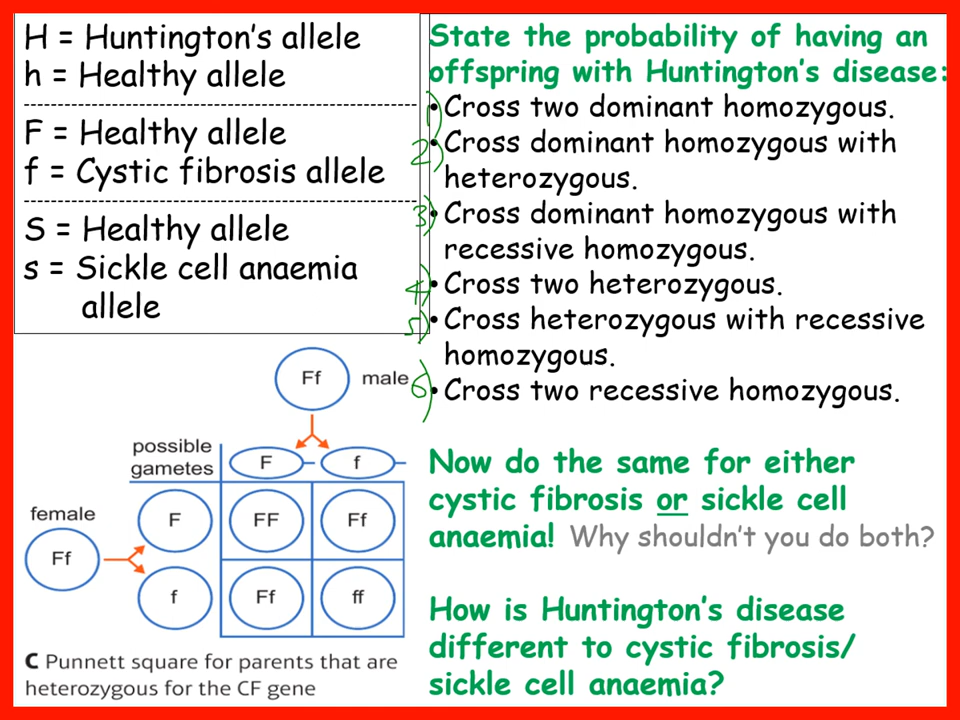 H = Huntington's allele
h = Healthy allele
F = Healthy allele
f = Cystic fibrosis allele
S = Healthy allele
s = Sickle cell anaemia
allele
State the probability of having an
offspring with Huntington's disease:
1) • Cross two dominant homozygous.
2) • Cross dominant homozygous with
heterozygous.
3) • Cross dominant homozygous with
recessive homozygous.
4) • Cross two heterozygous.
5) • Cross heterozygous with recessive
homozygous.
6) • Cross two recessive homozygous.
Ff male
possible
gametes F f
female F FF Ff
Ff
f Ff ff
C Punnett square for parents that are
heterozygous for the CF gene
Now do the same for either
cystic fibrosis or sickle cell
anaemia! Why shouldn't you do both?
How is Huntington's disease
different to cystic fibrosis/
sickle cell anaemia?